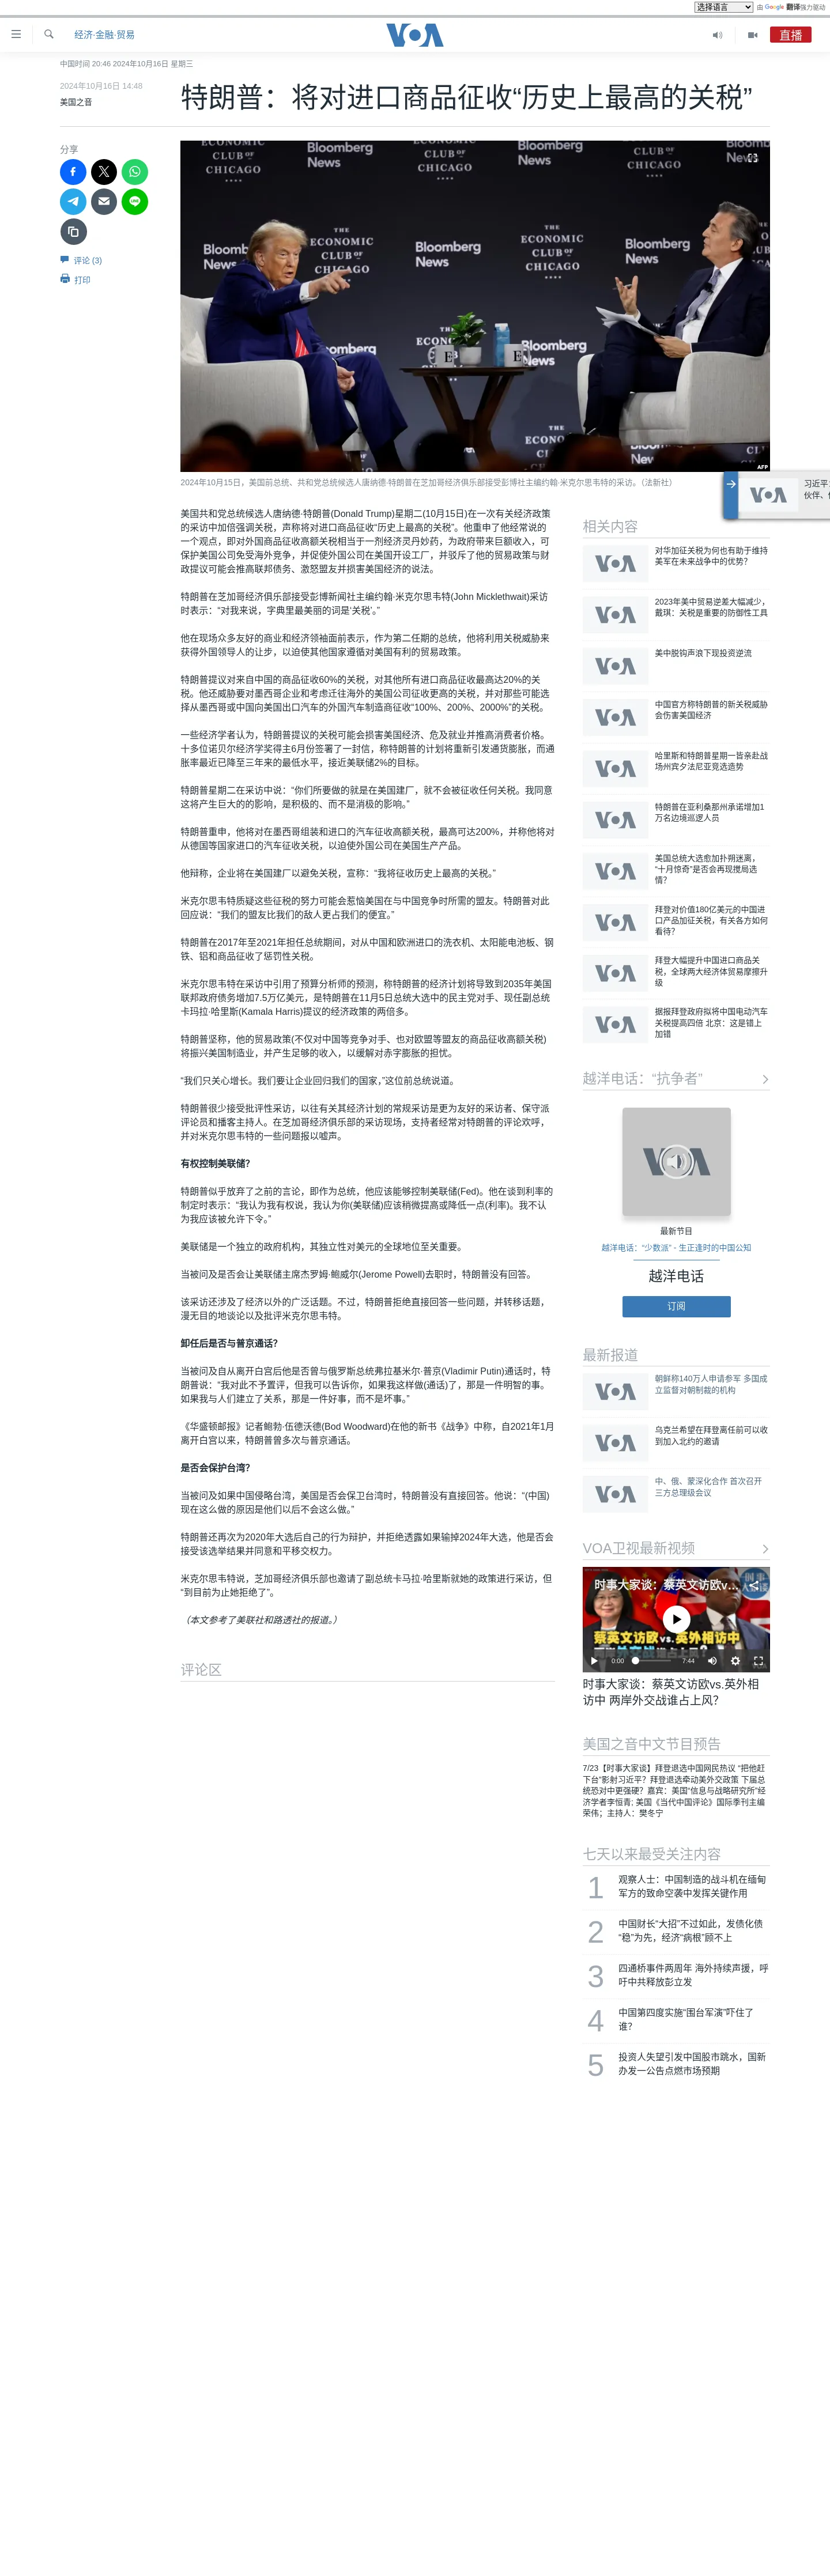 选择语言
由 Google 翻译强力驱动
经济·金融·贸易
VOA
直播
中国时间 20:46 2024年10月16日 星期三
2024年10月16日 14:48
美国之音
特朗普：将对进口商品征收“历史上最高的关税”
分享
评论 (3)
打印
ECONOMIC CLUB OF CHICAGO
Bloomberg News
AFP
2024年10月15日，美国前总统、共和党总统候选人唐纳德·特朗普在芝加哥经济俱乐部接受彭博社主编约翰·米克尔思韦特的采访。（法新社）
美国共和党总统候选人唐纳德·特朗普(Donald Trump)星期二(10月15日)在一次有关经济政策
的采访中加倍强调关税，声称将对进口商品征收“历史上最高的关税”。他重申了他经常说的
一个观点，即对外国商品征收高额关税相当于一剂经济灵丹妙药，为政府带来巨额收入，可
保护美国公司免受海外竞争，并促使外国公司在美国开设工厂，并驳斥了他的贸易政策与财
政提议可能会推高联邦债务、激怒盟友并损害美国经济的说法。
特朗普在芝加哥经济俱乐部接受彭博新闻社主编约翰·米克尔思韦特(John Micklethwait)采访
时表示：“对我来说，字典里最美丽的词是‘关税’。”
他在现场众多友好的商业和经济领袖面前表示，作为第二任期的总统，他将利用关税威胁来
获得外国领导人的让步，以迫使其他国家遵循对美国有利的贸易政策。
特朗普提议对来自中国的商品征收60%的关税，对其他所有进口商品征收最高达20%的关
税。他还威胁要对墨西哥企业和考虑迁往海外的美国公司征收更高的关税，并对那些可能选
择从墨西哥或中国向美国出口汽车的外国汽车制造商征收“100%、200%、2000%”的关税。
一些经济学者认为，特朗普提议的关税可能会损害美国经济、危及就业并推高消费者价格。
十多位诺贝尔经济学奖得主6月份签署了一封信，称特朗普的计划将重新引发通货膨胀，而通
胀率最近已降至三年来的最低水平，接近美联储2%的目标。
特朗普星期二在采访中说：“你们所要做的就是在美国建厂，就不会被征收任何关税。我同意
这将产生巨大的的影响，是积极的、而不是消极的影响。”
特朗普重申，他将对在墨西哥组装和进口的汽车征收高额关税，最高可达200%，并称他将对
从德国等国家进口的汽车征收关税，以迫使外国公司在美国生产产品。
他辩称，企业将在美国建厂以避免关税，宣称：“我将征收历史上最高的关税。”
米克尔思韦特质疑这些征税的努力可能会惹恼美国在与中国竞争时所需的盟友。特朗普对此
回应说：“我们的盟友比我们的敌人更占我们的便宜。”
特朗普在2017年至2021年担任总统期间，对从中国和欧洲进口的洗衣机、太阳能电池板、钢
铁、铝和商品征收了惩罚性关税。
米克尔思韦特在采访中引用了预算分析师的预测，称特朗普的经济计划将导致到2035年美国
联邦政府债务增加7.5万亿美元，是特朗普在11月5日总统大选中的民主党对手、现任副总统
卡玛拉·哈里斯(Kamala Harris)提议的经济政策的两倍多。
特朗普坚称，他的贸易政策(不仅对中国等竞争对手、也对欧盟等盟友的商品征收高额关税)
将振兴美国制造业，并产生足够的收入，以缓解对赤字膨胀的担忧。
“我们只关心增长。我们要让企业回归我们的国家，”这位前总统说道。
特朗普很少接受批评性采访，以往有关其经济计划的常规采访是更为友好的采访者、保守派
评论员和播客主持人。在芝加哥经济俱乐部的采访现场，支持者经常对特朗普的评论欢呼，
并对米克尔思韦特的一些问题报以嘘声。
有权控制美联储？
特朗普似乎放弃了之前的言论，即作为总统，他应该能够控制美联储(Fed)。他在谈到利率的
制定时表示：“我认为我有权说，我认为你(美联储)应该稍微提高或降低一点(利率)。我不认
为我应该被允许下令。”
美联储是一个独立的政府机构，其独立性对美元的全球地位至关重要。
当被问及是否会让美联储主席杰罗姆·鲍威尔(Jerome Powell)去职时，特朗普没有回答。
该采访还涉及了经济以外的广泛话题。不过，特朗普拒绝直接回答一些问题，并转移话题，
漫无目的地谈论以及批评米克尔思韦特。
卸任后是否与普京通话？
当被问及自从离开白宫后他是否曾与俄罗斯总统弗拉基米尔·普京(Vladimir Putin)通话时，特
朗普说：“我对此不予置评，但我可以告诉你，如果我这样做(通话)了，那是一件明智的事。
如果我与人们建立了关系，那是一件好事，而不是坏事。”
《华盛顿邮报》记者鲍勃·伍德沃德(Bod Woodward)在他的新书《战争》中称，自2021年1月
离开白宫以来，特朗普曾多次与普京通话。
是否会保护台湾？
当被问及如果中国侵略台湾，美国是否会保卫台湾时，特朗普没有直接回答。他说：“(中国)
现在这么做的原因是他们以后不会这么做。”
特朗普还再次为2020年大选后自己的行为辩护，并拒绝透露如果输掉2024年大选，他是否会
接受该选举结果并同意和平移交权力。
米克尔思韦特说，芝加哥经济俱乐部也邀请了副总统卡马拉·哈里斯就她的政策进行采访，但
“到目前为止她拒绝了”。
（本文参考了美联社和路透社的报道。）
评论区
习近平：
伙伴、
相关内容
对华加征关税为何也有助于维持
美军在未来战争中的优势？
2023年美中贸易逆差大幅减少，
戴琪：关税是重要的防御性工具
美中脱钩声浪下现投资逆流
中国官方称特朗普的新关税威胁
会伤害美国经济
哈里斯和特朗普星期一皆亲赴战
场州宾夕法尼亚竞选造势
特朗普在亚利桑那州承诺增加1
万名边境巡逻人员
美国总统大选愈加扑朔迷离，
“十月惊奇”是否会再现搅局选
情？
拜登对价值180亿美元的中国进
口产品加征关税，有关各方如何
看待？
拜登大幅提升中国进口商品关
税，全球两大经济体贸易摩擦升
级
据报拜登政府拟将中国电动汽车
关税提高四倍 北京：这是错上
加错
越洋电话：“抗争者”
最新节目
越洋电话：“少数派” - 生正逢时的中国公知
越洋电话
订阅
最新报道
朝鲜称140万人申请参军 多国成
立监督对朝制裁的机构
乌克兰希望在拜登离任前可以收
到加入北约的邀请
中、俄、蒙深化合作 首次召开
三方总理级会议
VOA卫视最新视频
时事大家谈：蔡英文访欧v...
蔡英文访欧vs.英外相访中
两岸外交战谁占上风？
0:00
7:44
时事大家谈：蔡英文访欧vs.英外相
访中 两岸外交战谁占上风？
美国之音中文节目预告
7/23【时事大家谈】拜登退选中国网民热议 “把他赶
下台”影射习近平？拜登退选牵动美外交政策 下届总
统恐对中更强硬？嘉宾：美国“信息与战略研究所”经
济学者李恒青; 美国《当代中国评论》国际季刊主编
荣伟；主持人：樊冬宁
七天以来最受关注内容
1 观察人士：中国制造的战斗机在缅甸
军方的致命空袭中发挥关键作用
2 中国财长“大招”不过如此，发债化债
“稳”为先，经济“病根”顾不上
3 四通桥事件两周年 海外持续声援，呼
吁中共释放彭立发
4 中国第四度实施“围台军演”吓住了
谁？
5 投资人失望引发中国股市跳水，国新
办发一公告点燃市场预期